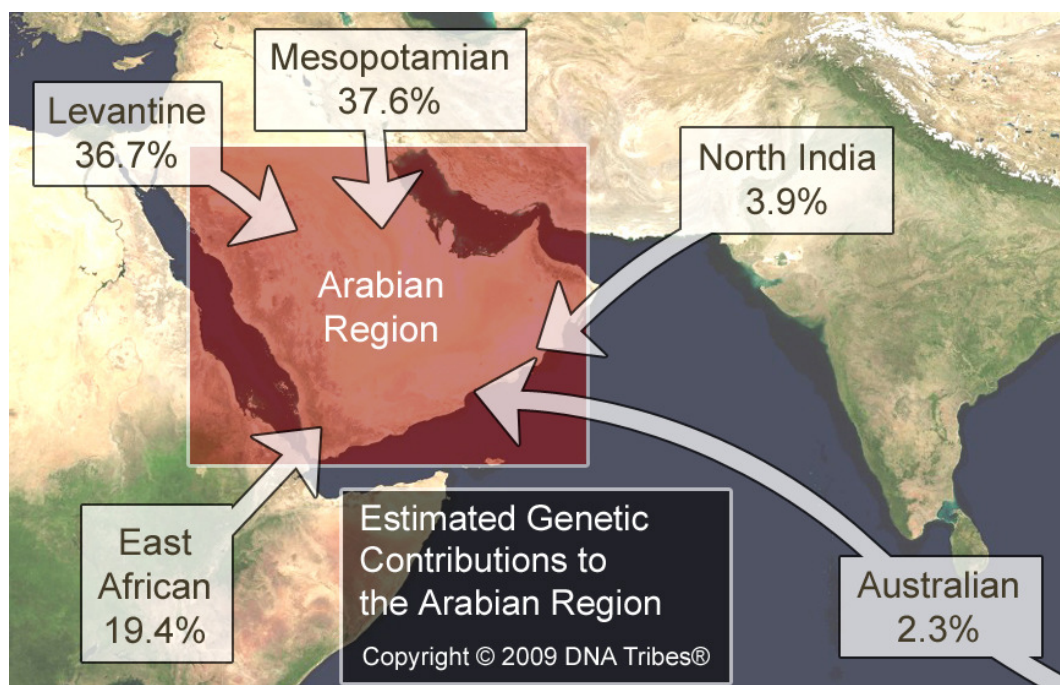 Mesopotamian
37.6%
Levantine
36.7%
North India
3.9%
Arabian
Region
East
African
19.4%
Estimated Genetic
Contributions to
the Arabian Region
Copyright © 2009 DNA Tribes®
Australian
2.3%